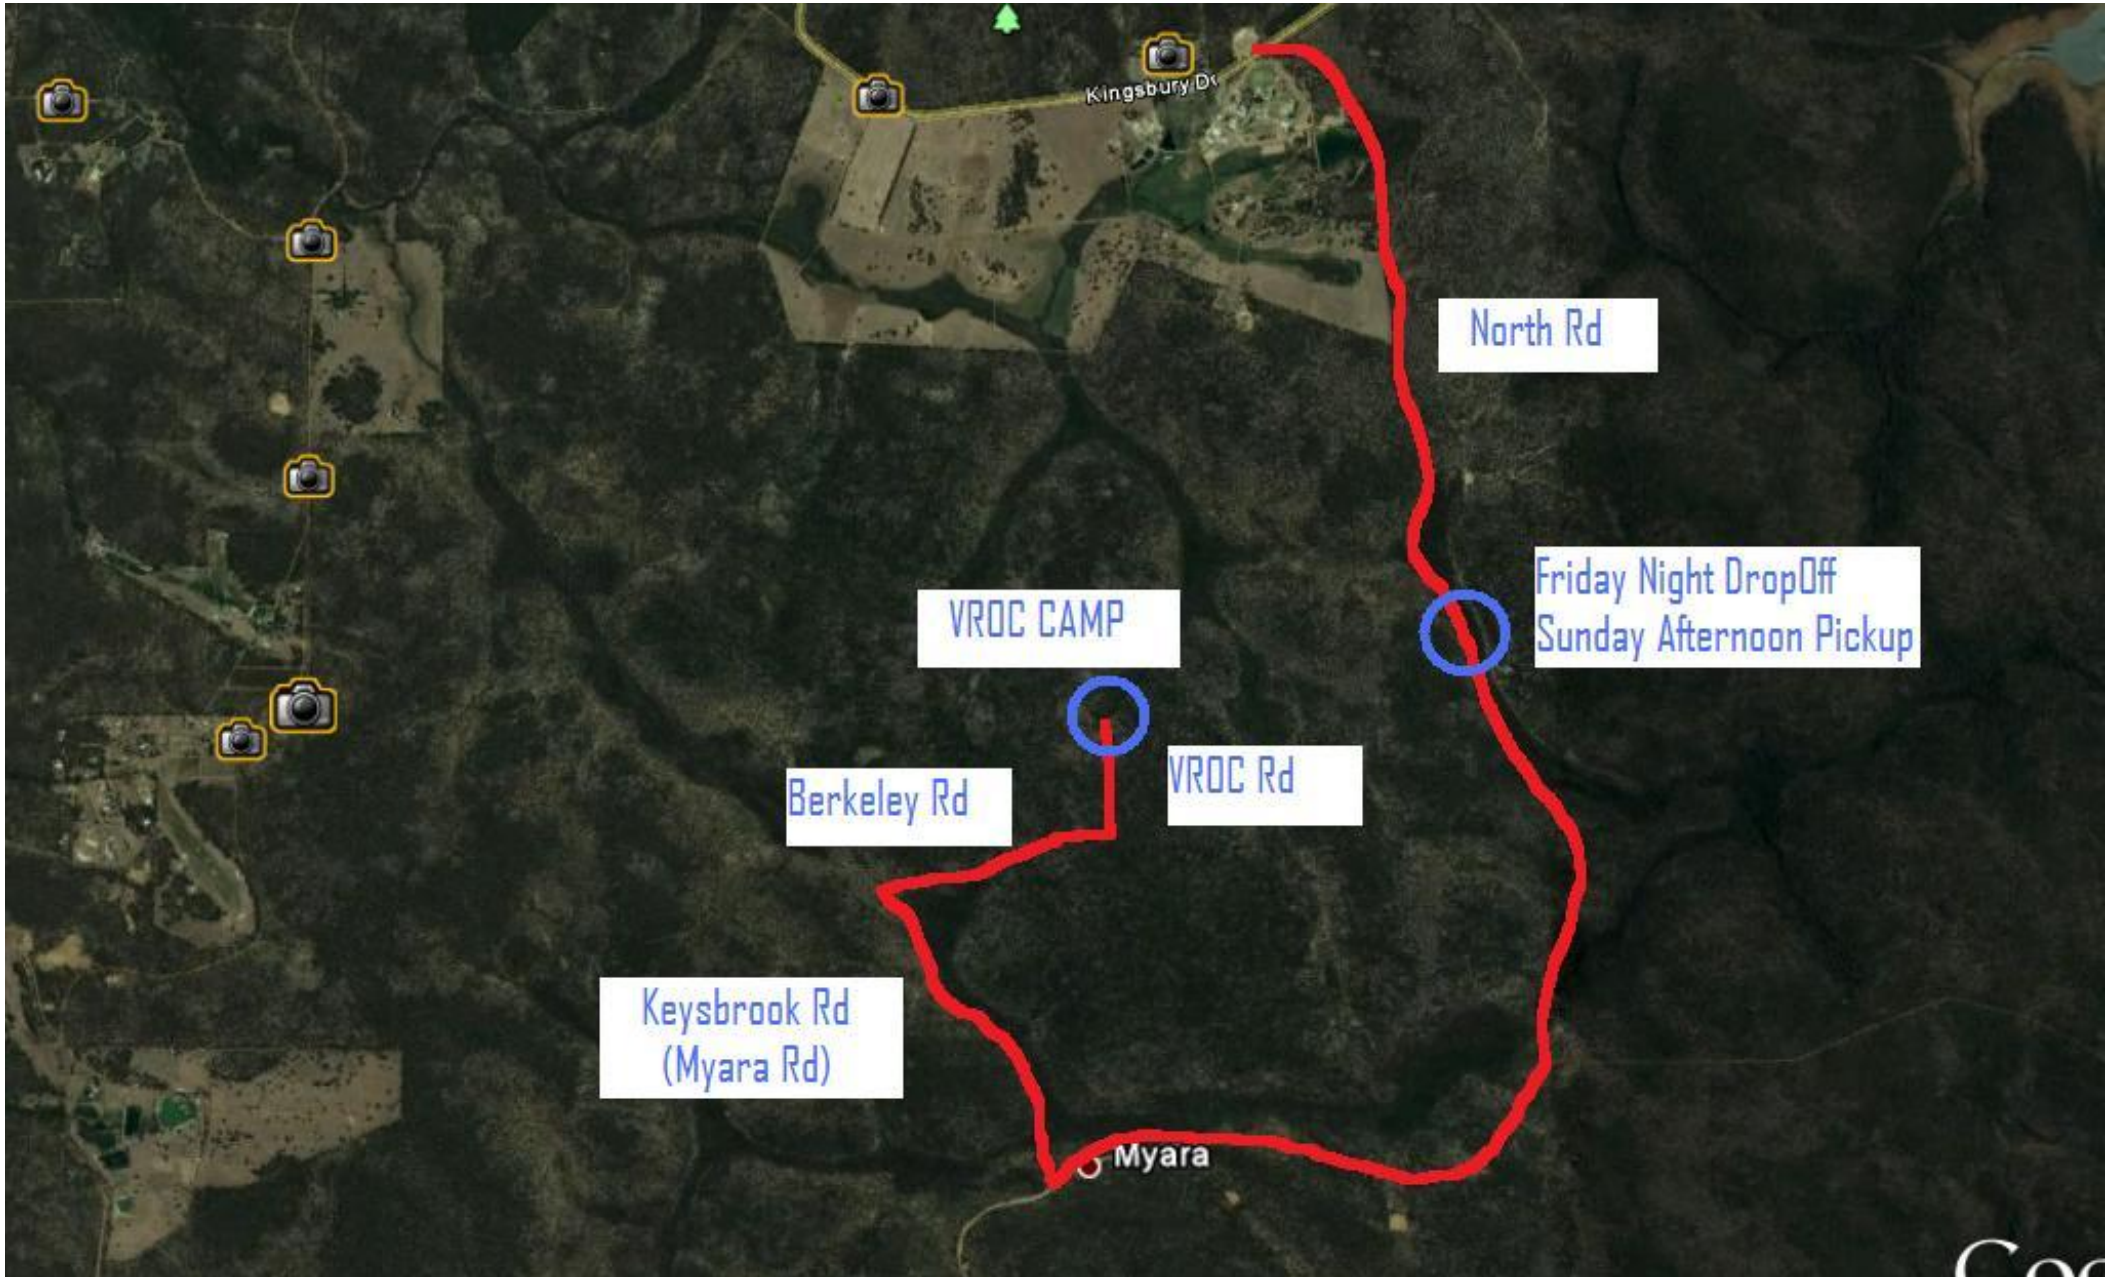 Kingsbury Dr
North Rd
Friday Night DropOff
Sunday Afternoon Pickup
VROC CAMP
VROC Rd
Berkeley Rd
Keysbrook Rd
(Myara Rd)
Myara